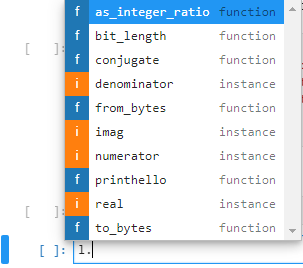 f as_integer_ratio function
f bit_length function
f conjugate function
i denominator instance
f from_bytes function
i imag instance
i numerator instance
f printhello function
i real instance
f to_bytes function
[ ]:
[ ]:
[ ]: 1.